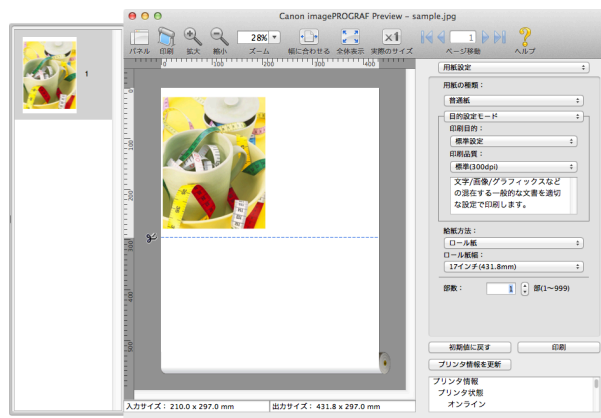 Canon imagePROGRAF Preview – sample.jpg
パネル 印刷 拡大 縮小 28% ズーム 幅に合わせる 全体表示 ×1 実際のサイズ 1 ページ移動 ヘルプ
1
0 100 200 300 400
0
100
200
300
400
500
用紙設定
用紙の種類：
普通紙
目的設定モード
印刷目的：
標準設定
印刷品質：
標準(300dpi)
文字/画像/グラフィックスなど
の混在する一般的な文書を適切
な設定で印刷します。
給紙方法：
ロール紙
ロール紙幅：
17インチ(431.8mm)
部数： 1 部(1〜999)
初期値に戻す 印刷
プリンタ情報を更新
プリンタ情報
プリンタ状態
オンライン
入力サイズ： 210.0 x 297.0 mm 出力サイズ： 431.8 x 297.0 mm